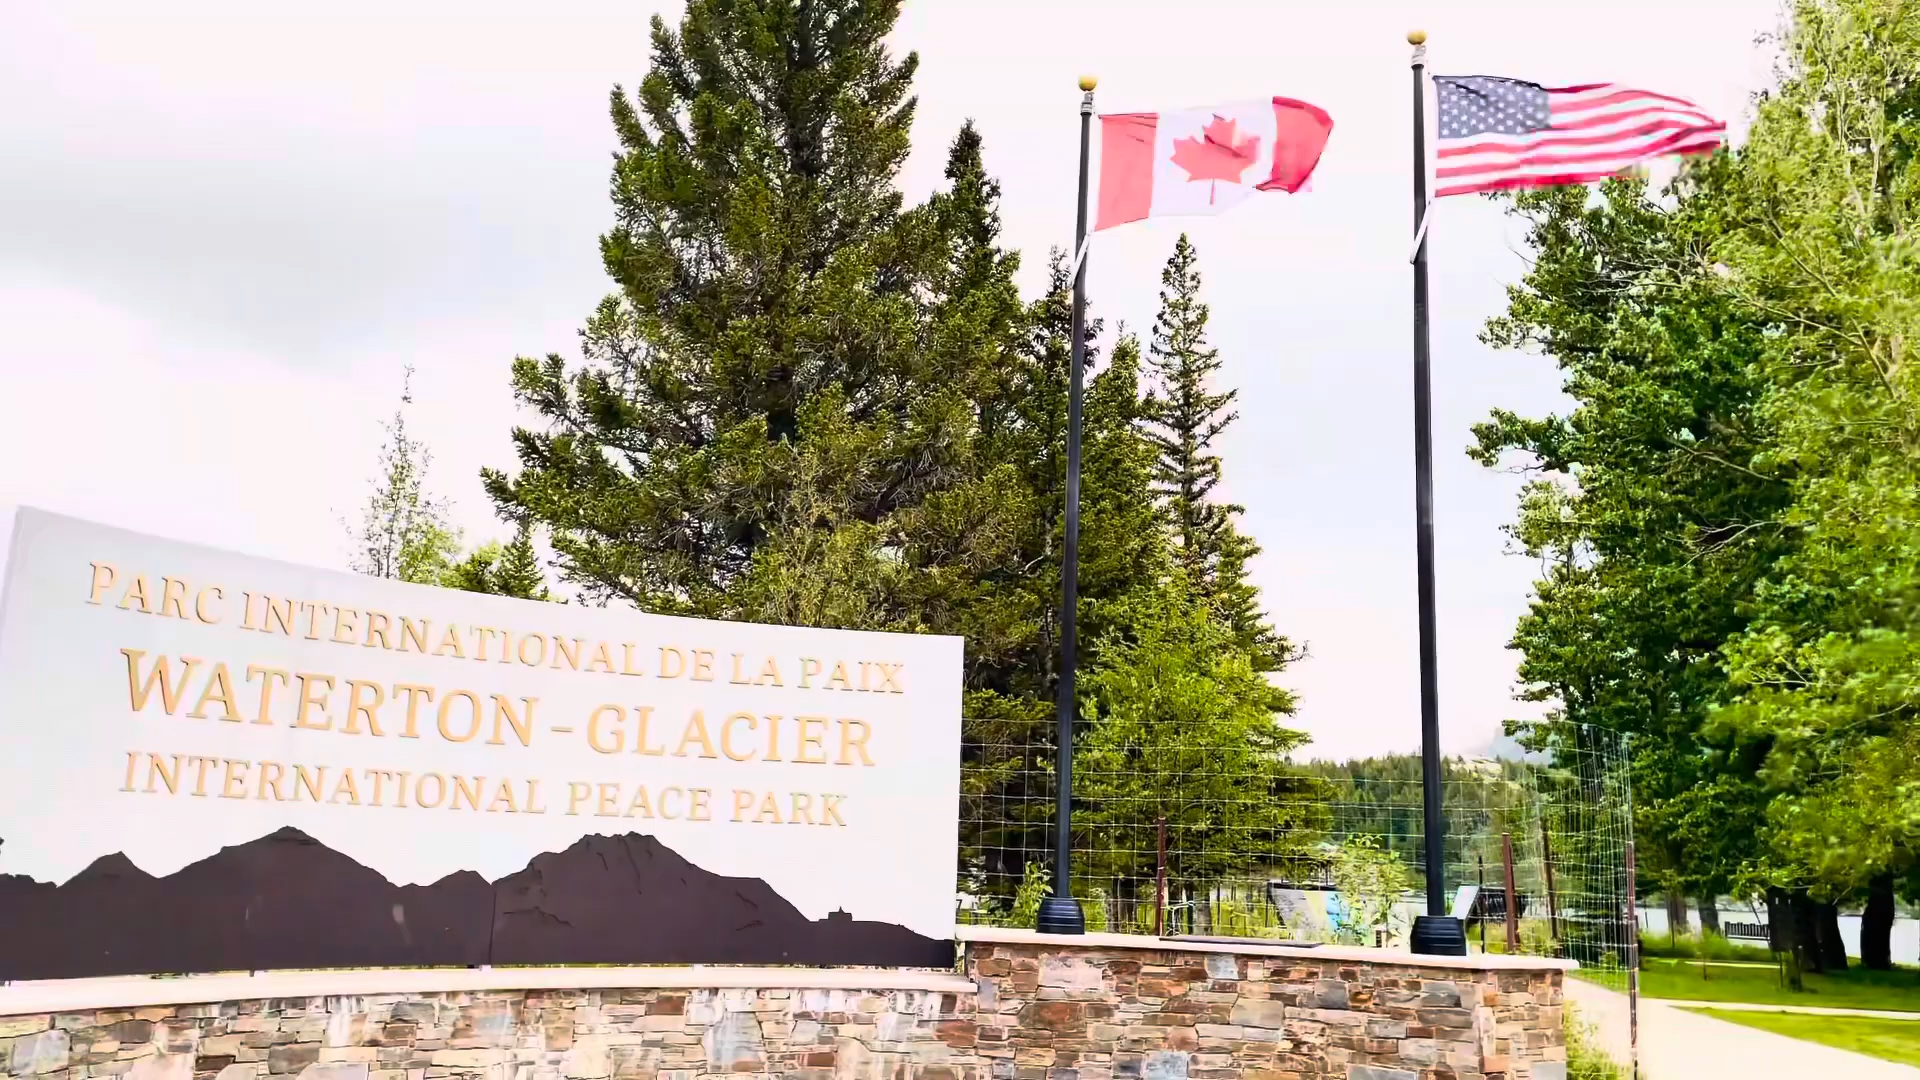 PARC INTERNATIONAL DE LA PAIX
WATERTON-GLACIER
INTERNATIONAL PEACE PARK